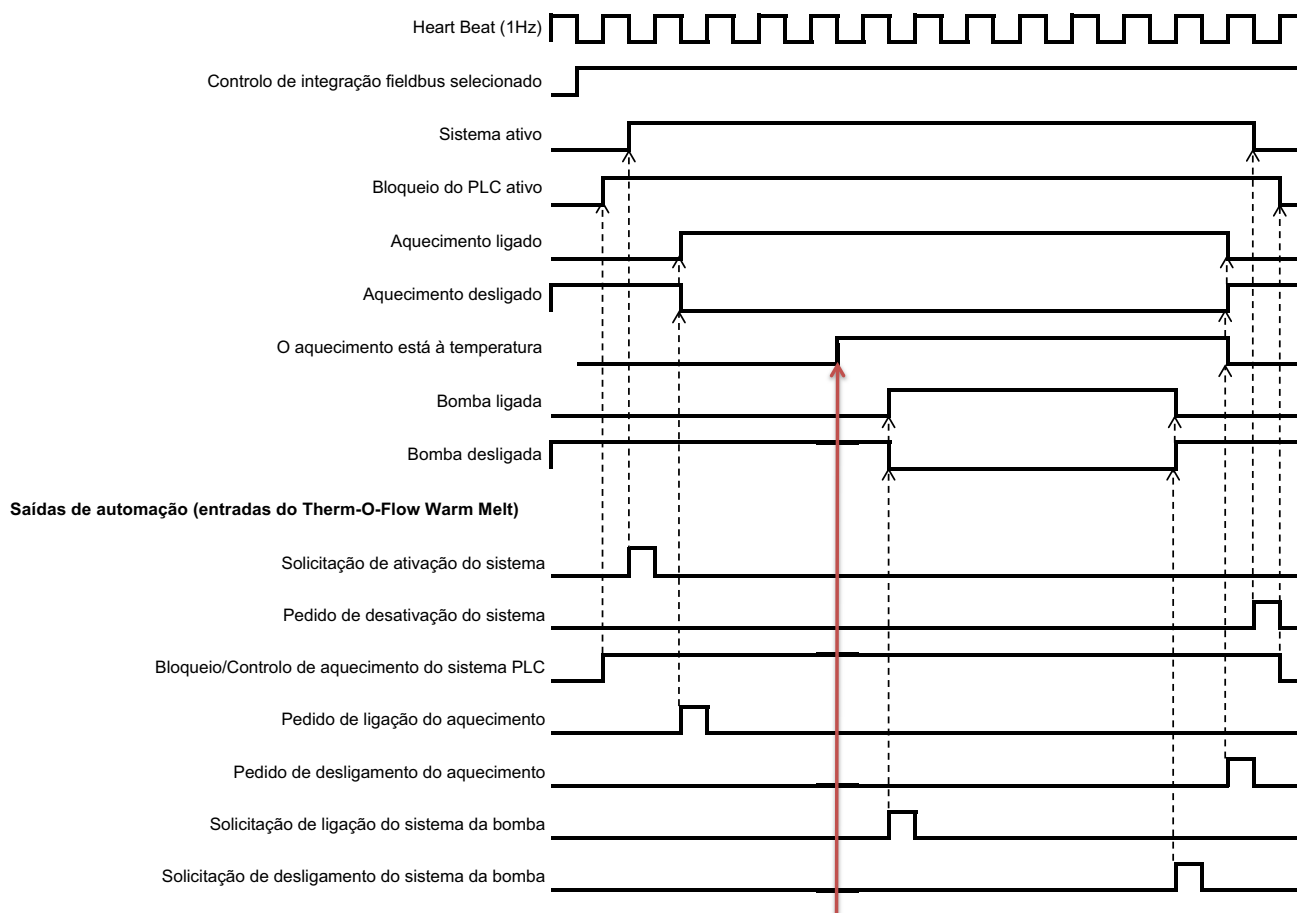 Heart Beat (1Hz)
Controlo de integração fieldbus selecionado
Sistema ativo
Bloqueio do PLC ativo
Aquecimento ligado
Aquecimento desligado
O aquecimento está à temperatura
Bomba ligada
Bomba desligada
Saídas de automação (entradas do Therm-O-Flow Warm Melt)
Solicitação de ativação do sistema
Pedido de desativação do sistema
Bloqueio/Controlo de aquecimento do sistema PLC
Pedido de ligação do aquecimento
Pedido de desligamento do aquecimento
Solicitação de ligação do sistema da bomba
Solicitação de desligamento do sistema da bomba